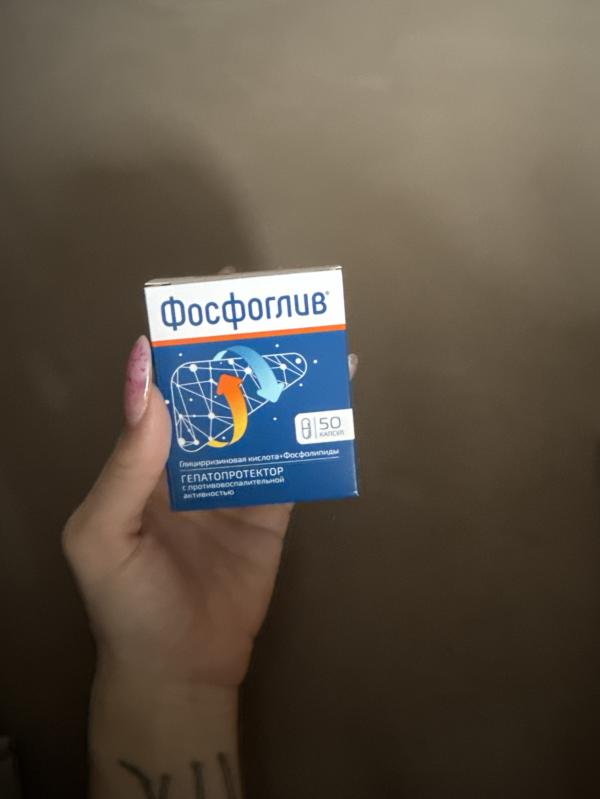 Фосфоглив®
50
КАПСУЛ
Глицирризиновая кислота+Фосфолипиды
ГЕПАТОПРОТЕКТОР
с противовоспалительной
активностью